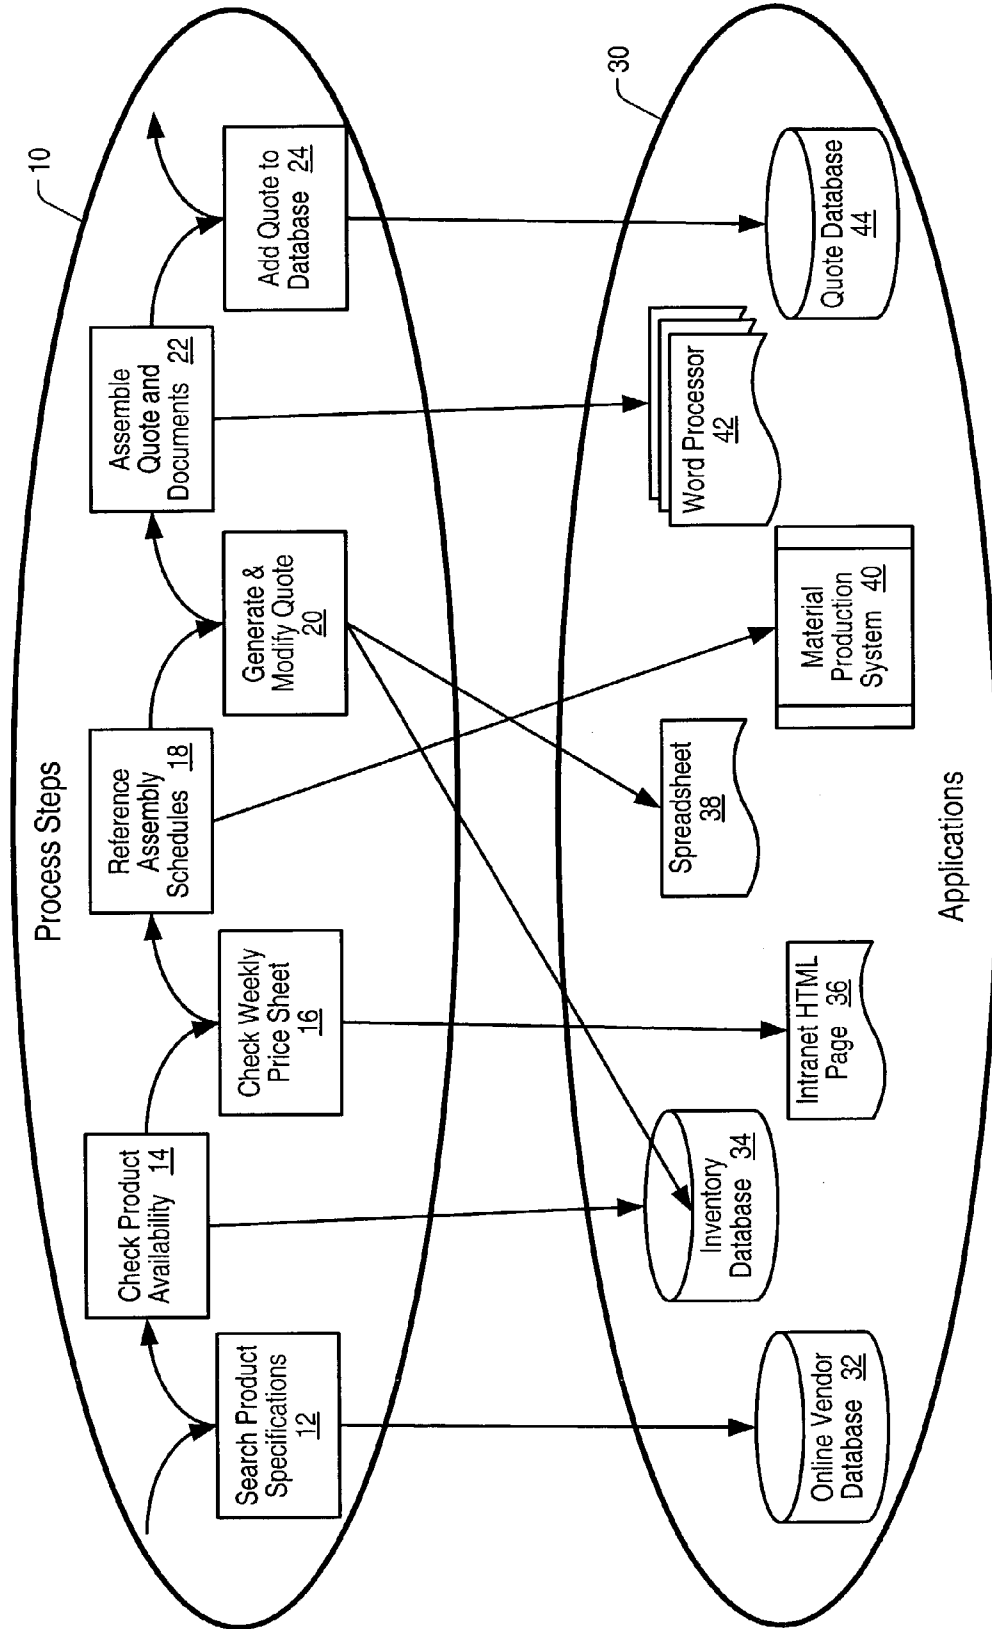 10
Process Steps
Search Product
Specifications
12
Check Product
Availability 14
Check Weekly
Price Sheet
16
Reference
Assembly
Schedules 18
Generate &
Modify Quote
20
Assemble
Quote and
Documents 22
Add Quote to
Database 24
30
Online Vendor
Database 32
Inventory
Database 34
Intranet HTML
Page 36
Spreadsheet
38
Material
Production
System 40
Word Processor
42
Quote Database
44
Applications